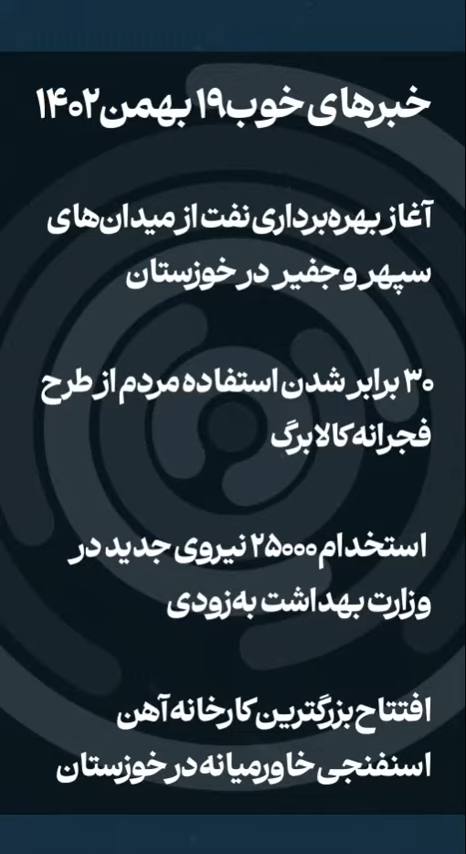 خبرهای خوب ۱۹ بهمن ۱۴۰۲
آغاز بهره‌برداری نفت از میدان‌های
سپهر و جفیر در خوزستان
۳۰ برابر شدن استفاده مردم از طرح
فجرانه کالابرگ
استخدام ۲۵۰۰۰ نیروی جدید در
وزارت بهداشت به‌زودی
افتتاح بزرگترین کارخانه آهن
اسنفنجی خاورمیانه در خوزستان